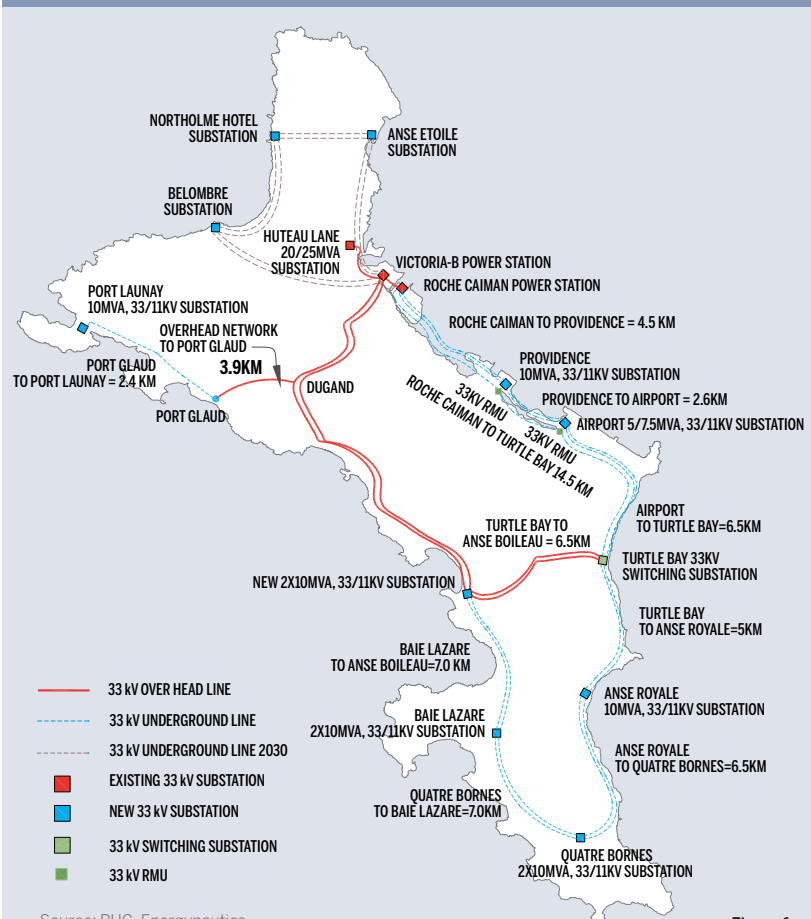 NORTHOLME HOTEL
SUBSTATION
ANSE ETOILE
SUBSTATION
BELOMBRE
SUBSTATION
HUTEAU LANE
20/25MVA
SUBSTATION
VICTORIA-B POWER STATION
ROCHE CAIMAN POWER STATION
PORT LAUNAY
10MVA, 33/11KV SUBSTATION
OVERHEAD NETWORK
TO PORT GLAUD
3.9KM
ROCHE CAIMAN TO PROVIDENCE = 4.5 KM
PORT GLAUD
TO PORT LAUNAY = 2.4 KM
DUGAND
PORT GLAUD
PROVIDENCE
10MVA, 33/11KV SUBSTATION
PROVIDENCE TO AIRPORT = 2.6KM
33KV RMU
33KV RMU
ROCHE CAIMAN TO TURTLE BAY 14.5 KM
AIRPORT 5/7.5MVA, 33/11KV SUBSTATION
AIRPORT
TO TURTLE BAY=6.5KM
TURTLE BAY TO
ANSE BOILEAU = 6.5KM
TURTLE BAY 33KV
SWITCHING SUBSTATION
NEW 2X10MVA, 33/11KV SUBSTATION
TURTLE BAY
TO ANSE ROYALE=5KM
BAIE LAZARE
TO ANSE BOILEAU=7.0 KM
ANSE ROYALE
10MVA, 33/11KV SUBSTATION
BAIE LAZARE
2X10MVA, 33/11KV SUBSTATION
ANSE ROYALE
TO QUATRE BORNES=6.5KM
QUATRE BORNES
TO BAIE LAZARE=7.0KM
QUATRE BORNES
2X10MVA, 33/11KV SUBSTATION
33 kV OVER HEAD LINE
33 kV UNDERGROUND LINE
33 kV UNDERGROUND LINE 2030
EXISTING 33 kV SUBSTATION
NEW 33 kV SUBSTATION
33 kV SWITCHING SUBSTATION
33 kV RMU